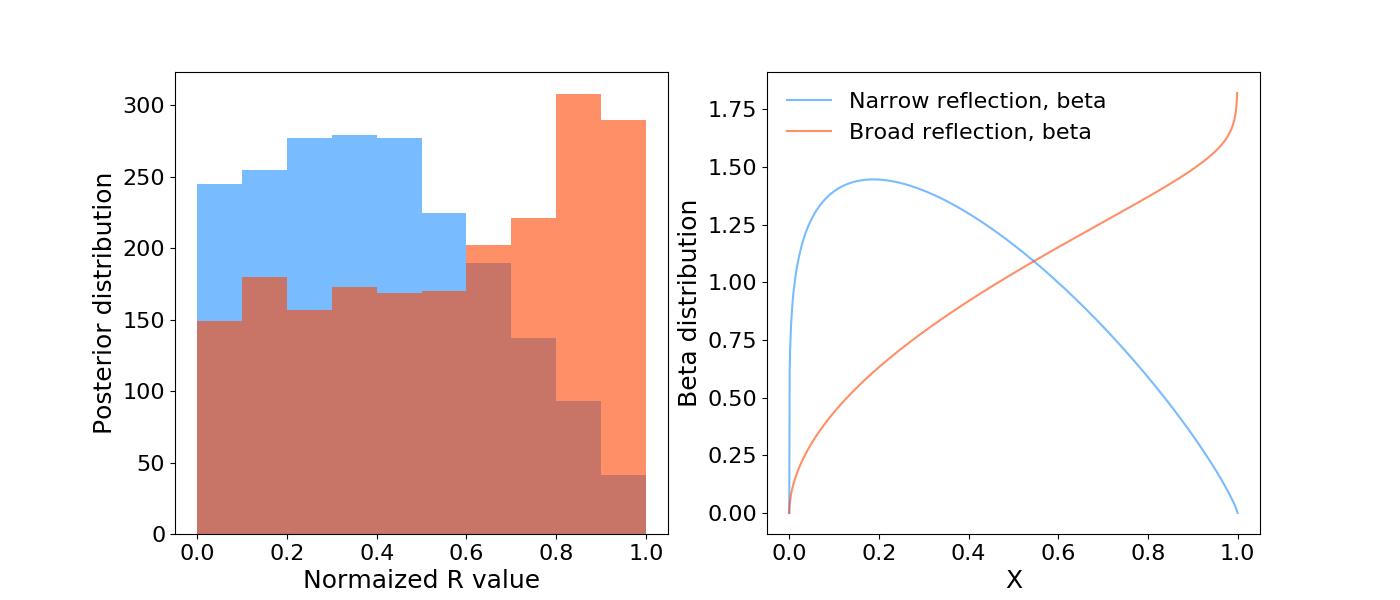 Posterior distribution
300
250
200
150
100
50
0
0.0 0.2 0.4 0.6 0.8 1.0
Normaized R value
Beta distribution
1.75
1.50
1.25
1.00
0.75
0.50
0.25
0.00
Narrow reflection, beta
Broad reflection, beta
0.0 0.2 0.4 0.6 0.8 1.0
X